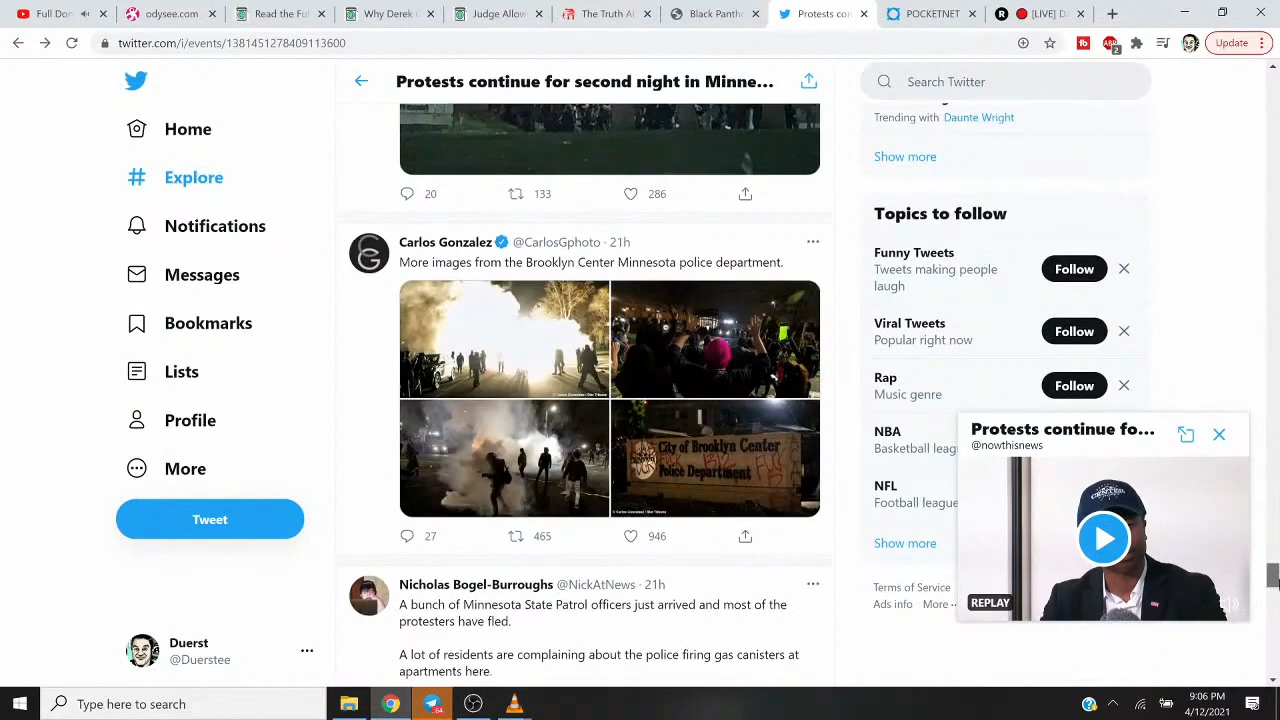 Full Don
odysee.com
Read the F
Why Derek C
Judge Allow
The Truth Al
Black Panth
Protests con
POCKETNET
[LIVE] D
twitter.com/i/events/1381451278409113600
2
Update
Protests continue for second night in Minne...
Search Twitter
Home
Explore
Notifications
Messages
Bookmarks
Lists
Profile
More
Tweet
Duerst
@Duerstee
20
133
286
Carlos Gonzalez @CarlosGphoto · 21h
More images from the Brooklyn Center Minnesota police department.
City of Brooklyn Center
Police Department
© Carlos Gonzalez / Star Tribune
27
465
946
Nicholas Bogel-Burroughs @NickAtNews · 21h
A bunch of Minnesota State Patrol officers just arrived and most of the
protesters have fled.
A lot of residents are complaining about the police firing gas canisters at
apartments here.
Trending with Daunte Wright
Show more
Topics to follow
Funny Tweets
Tweets making people
laugh
Follow
Viral Tweets
Popular right now
Follow
Rap
Music genre
Follow
NBA
Basketball leag
NFL
Football league
Show more
Terms of Service
Ads info More ··
Protests continue fo...
@nowthisnews
REPLAY
Type here to search
64
9:06 PM
4/12/2021